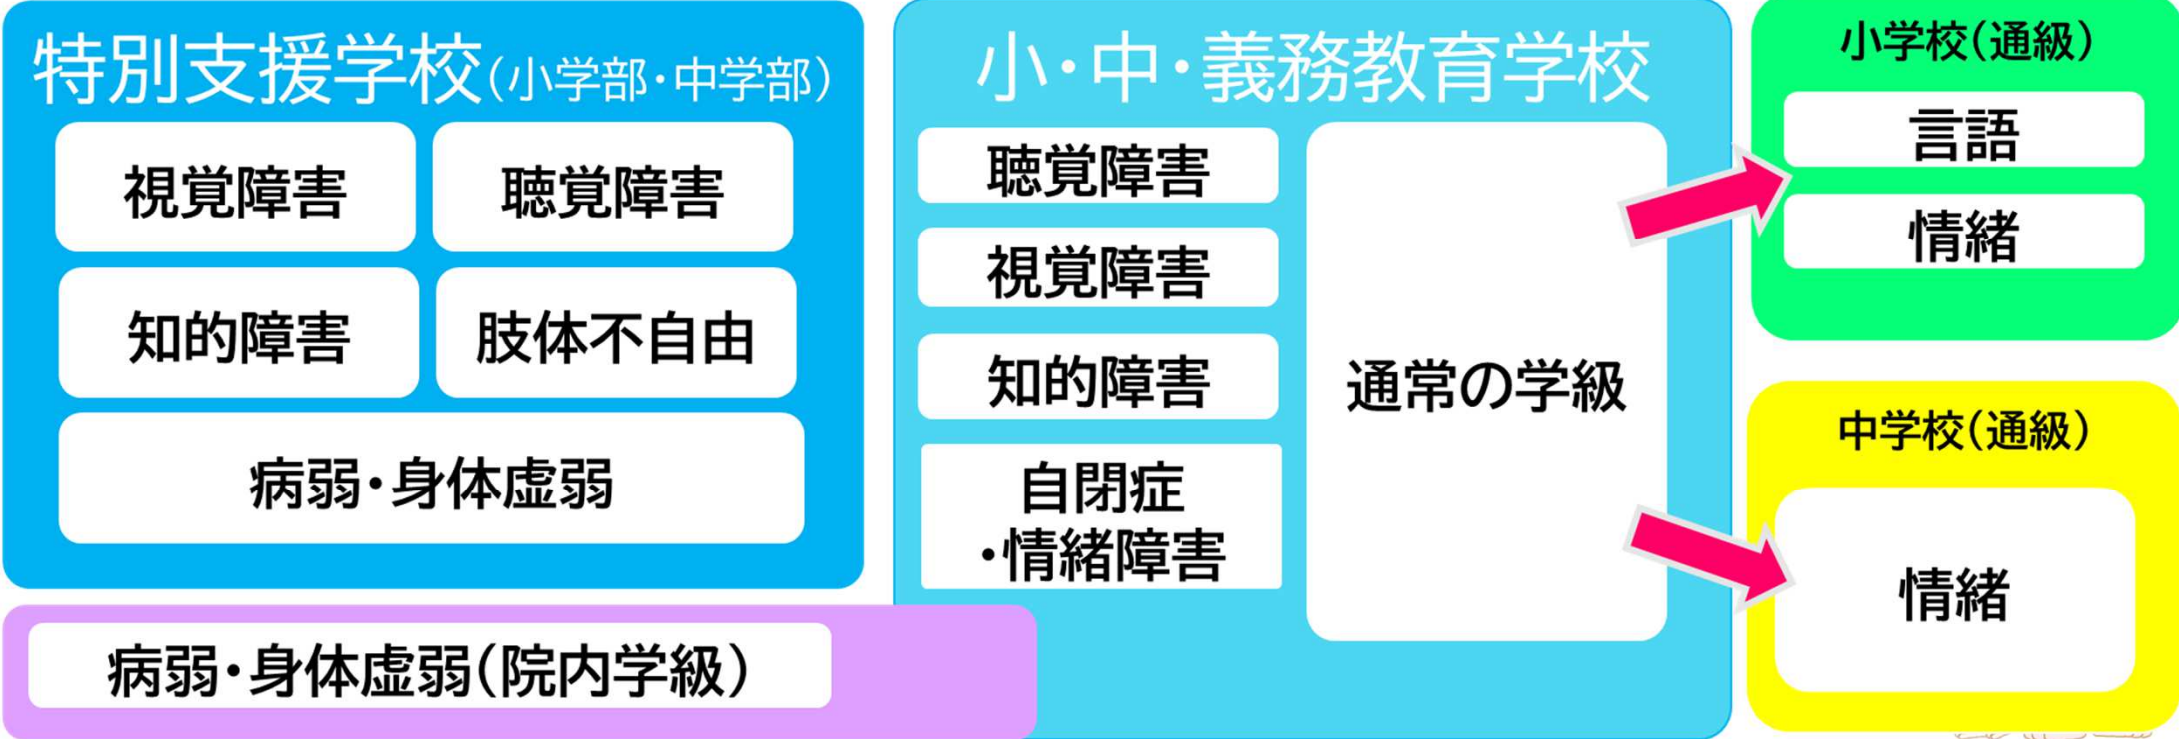 特別支援学校(小学部・中学部)
視覚障害
聴覚障害
知的障害
肢体不自由
病弱・身体虚弱
病弱・身体虚弱(院内学級)
小・中・義務教育学校
聴覚障害
視覚障害
知的障害
自閉症
・情緒障害
通常の学級
小学校(通級)
言語
情緒
中学校(通級)
情緒